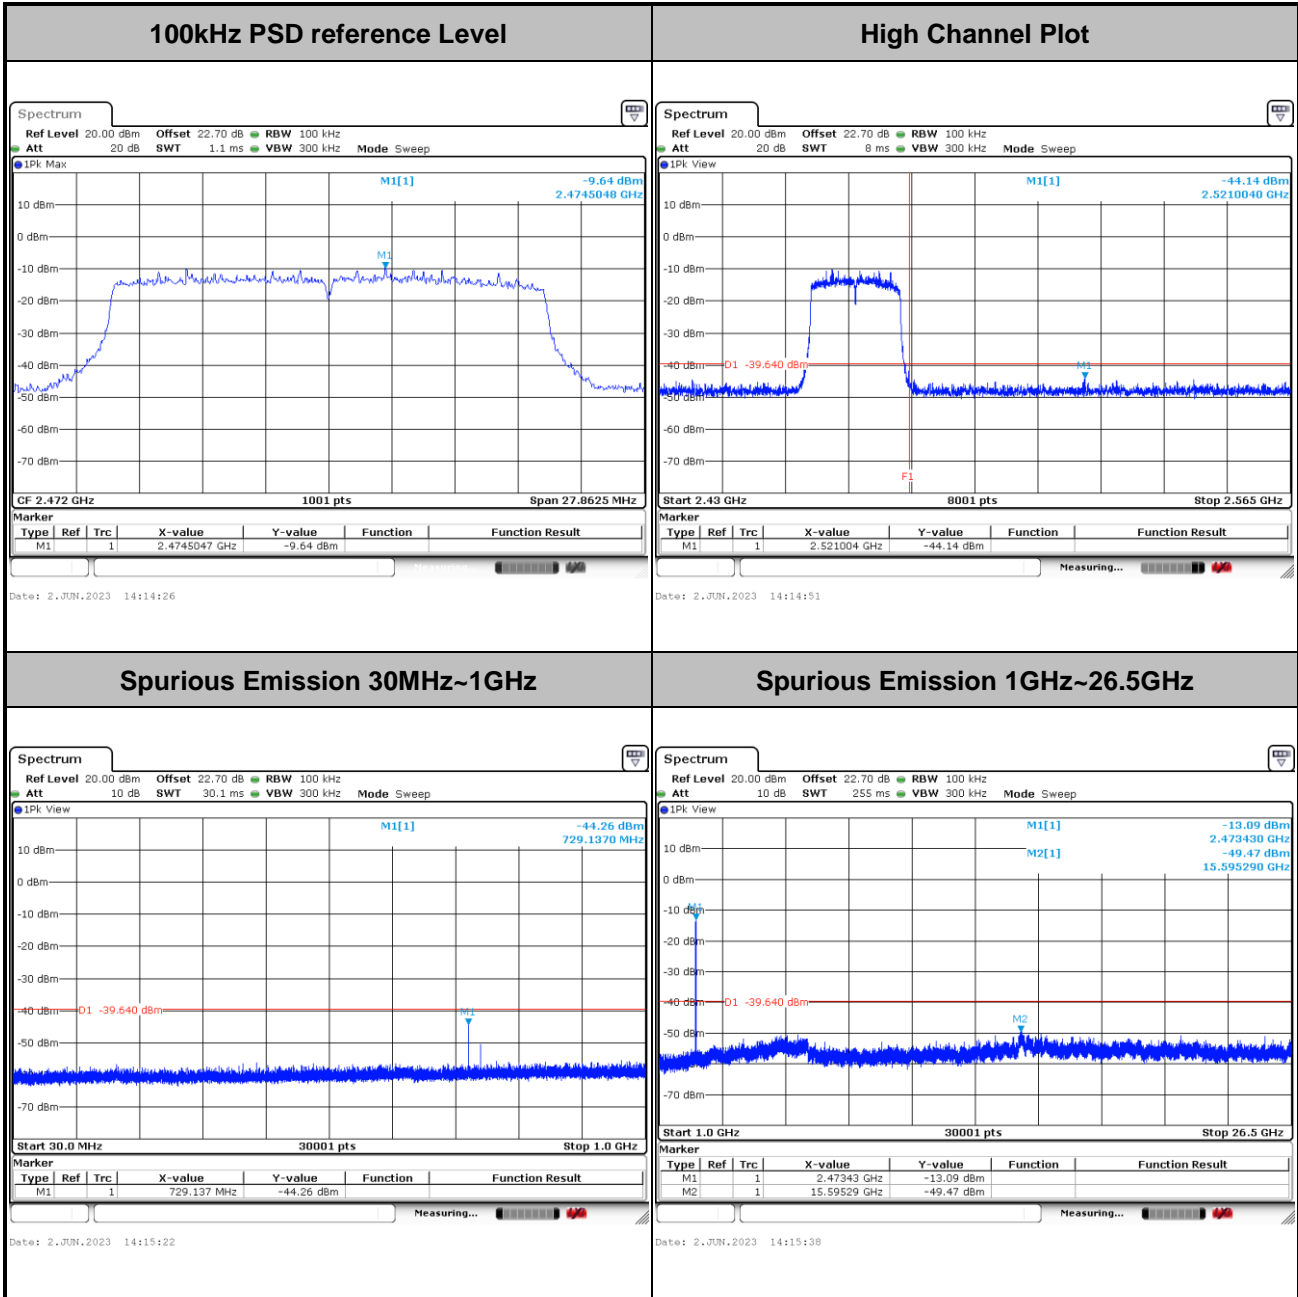 100kHz PSD reference Level
High Channel Plot
Spectrum
Ref Level 20.00 dBm Offset 22.70 dB RBW 100 kHz
Att 20 dB SWT 1.1 ms VBW 300 kHz Mode Sweep
1Pk Max
M1[1] -9.64 dBm
2.4745048 GHz
10 dBm
0 dBm
M1
-10 dBm
-20 dBm
-30 dBm
-40 dBm
-50 dBm
-60 dBm
-70 dBm
CF 2.472 GHz 1001 pts Span 27.8625 MHz
Marker
Type Ref Trc X-value Y-value Function Function Result
M1 1 2.4745047 GHz -9.64 dBm
Date: 2.JUN.2023 14:14:26
Spectrum
Ref Level 20.00 dBm Offset 22.70 dB RBW 100 kHz
Att 20 dB SWT 8 ms VBW 300 kHz Mode Sweep
1Pk View
M1[1] -44.14 dBm
2.5210040 GHz
10 dBm
0 dBm
-10 dBm
-20 dBm
-30 dBm
-40 dBm D1 -39.640 dBm
M1
-50 dBm
-60 dBm
-70 dBm
F1
Start 2.43 GHz 8001 pts Stop 2.565 GHz
Marker
Type Ref Trc X-value Y-value Function Function Result
M1 1 2.521004 GHz -44.14 dBm
Measuring...
Date: 2.JUN.2023 14:14:51
Spurious Emission 30MHz~1GHz
Spurious Emission 1GHz~26.5GHz
Spectrum
Ref Level 20.00 dBm Offset 22.70 dB RBW 100 kHz
Att 10 dB SWT 30.1 ms VBW 300 kHz Mode Sweep
1Pk View
M1[1] -44.26 dBm
729.1370 MHz
10 dBm
0 dBm
-10 dBm
-20 dBm
-30 dBm
-40 dBm D1 -39.640 dBm
M1
-50 dBm
-70 dBm
Start 30.0 MHz 30001 pts Stop 1.0 GHz
Marker
Type Ref Trc X-value Y-value Function Function Result
M1 1 729.137 MHz -44.26 dBm
Measuring...
Date: 2.JUN.2023 14:15:22
Spectrum
Ref Level 20.00 dBm Offset 22.70 dB RBW 100 kHz
Att 10 dB SWT 255 ms VBW 300 kHz Mode Sweep
1Pk View
M1[1] -13.09 dBm
2.473430 GHz
M2[1] -49.47 dBm
15.595290 GHz
10 dBm
0 dBm
-10 dBm
M1
-20 dBm
-30 dBm
-40 dBm D1 -39.640 dBm
M2
-50 dBm
-70 dBm
Start 1.0 GHz 30001 pts Stop 26.5 GHz
Marker
Type Ref Trc X-value Y-value Function Function Result
M1 1 2.47343 GHz -13.09 dBm
M2 1 15.59529 GHz -49.47 dBm
Measuring...
Date: 2.JUN.2023 14:15:38